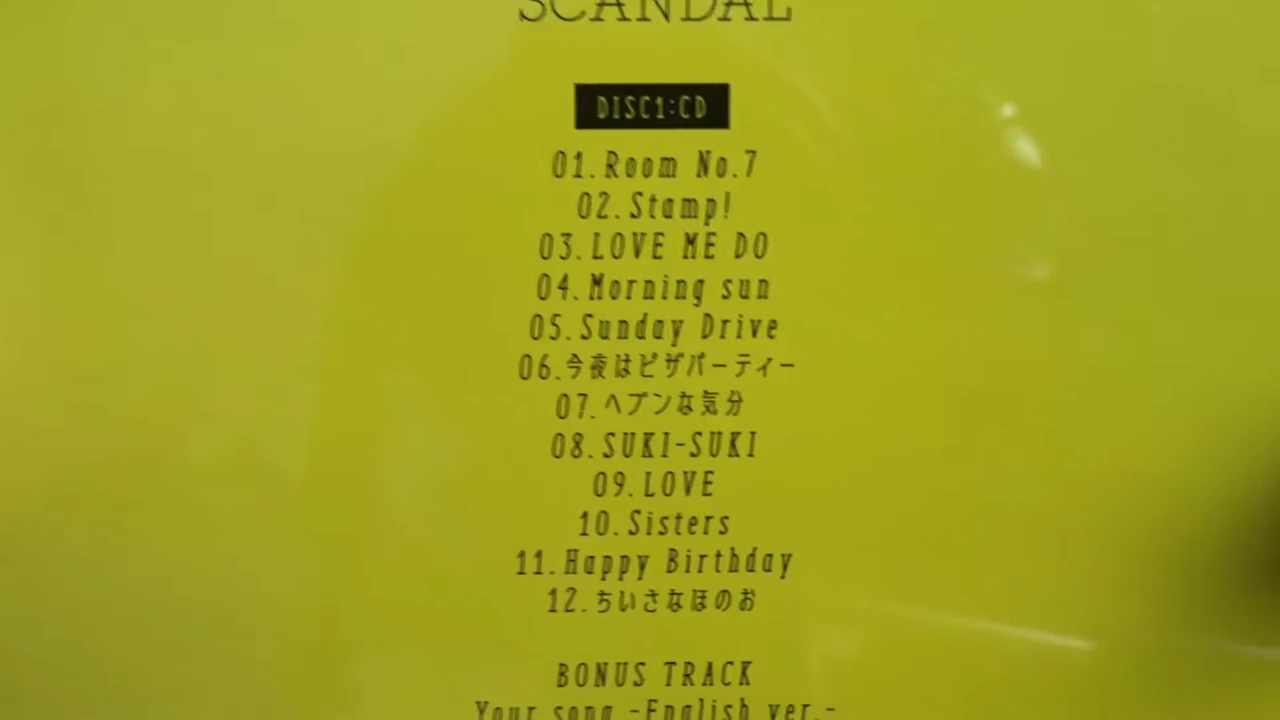 SCANDAL
DISC1:CD
01.Room No.7
02.Stamp!
03.LOVE ME DO
04.Morning sun
05.Sunday Drive
06.今夜はピザパーティー
07.ヘブンな気分
08.SUKI-SUKI
09.LOVE
10.Sisters
11.Happy Birthday
12.ちいさなほのお
BONUS TRACK
Your song -English ver.-